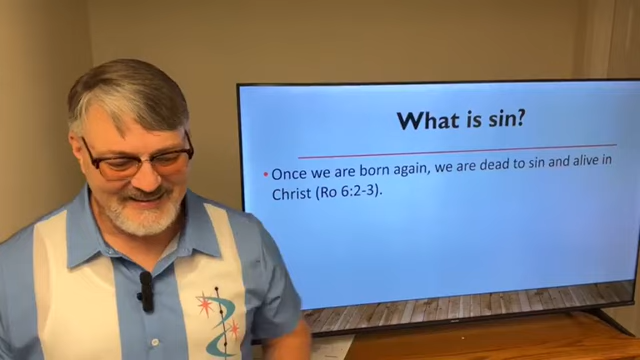 What is sin?
• Once we are born again, we are dead to sin and alive in
Christ (Ro 6:2-3).